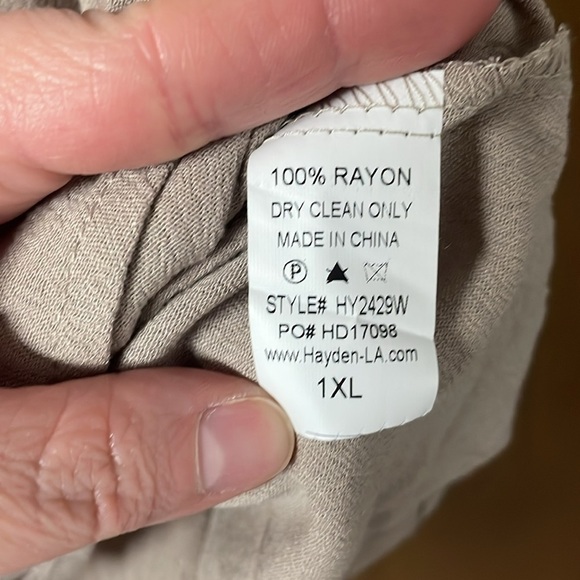 100% RAYON
DRY CLEAN ONLY
MADE IN CHINA
P
STYLE# HY2429W
PO# HD17098
www.Hayden-LA.com
1XL